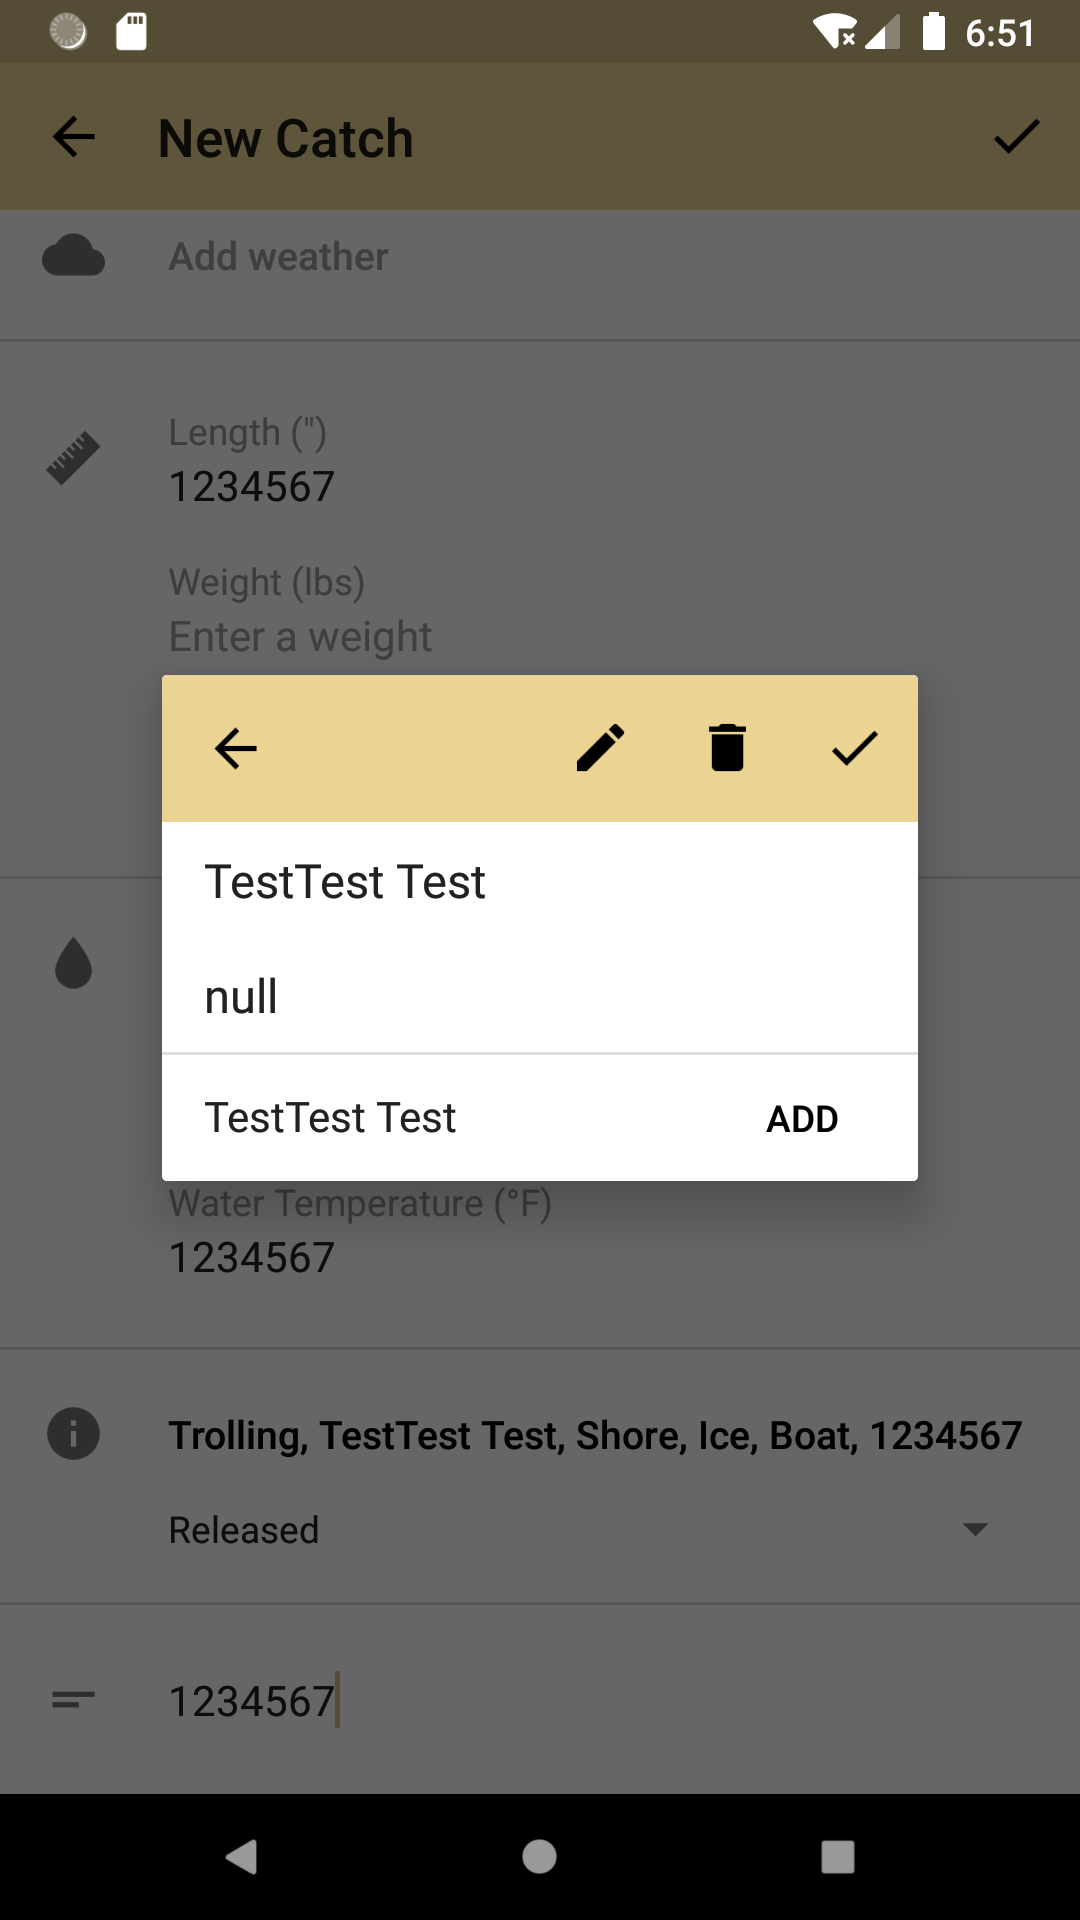 6:51
New Catch
Add weather
Length (")
1234567
Weight (lbs)
Enter a weight
TestTest Test
null
TestTest Test ADD
Water Temperature (°F)
1234567
Trolling, TestTest Test, Shore, Ice, Boat, 1234567
Released
1234567